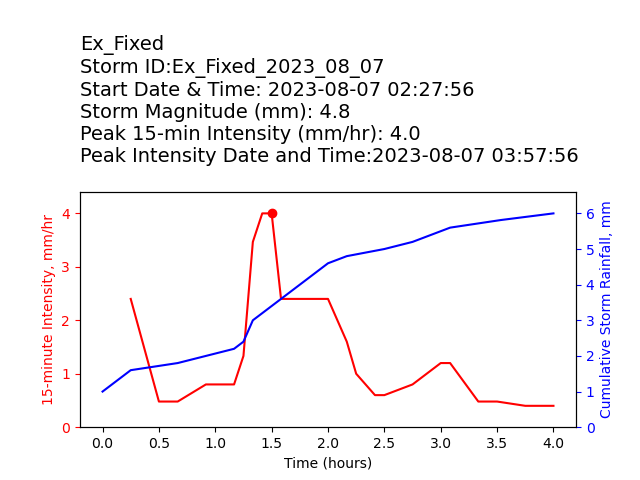 Ex_Fixed
Storm ID:Ex_Fixed_2023_08_07
Start Date & Time: 2023-08-07 02:27:56
Storm Magnitude (mm): 4.8
Peak 15-min Intensity (mm/hr): 4.0
Peak Intensity Date and Time:2023-08-07 03:57:56
15-minute Intensity, mm/hr
4
3
2
1
0
6
5
4
3
2
1
0
Cumulative Storm Rainfall, mm
0.0 0.5 1.0 1.5 2.0 2.5 3.0 3.5 4.0
Time (hours)